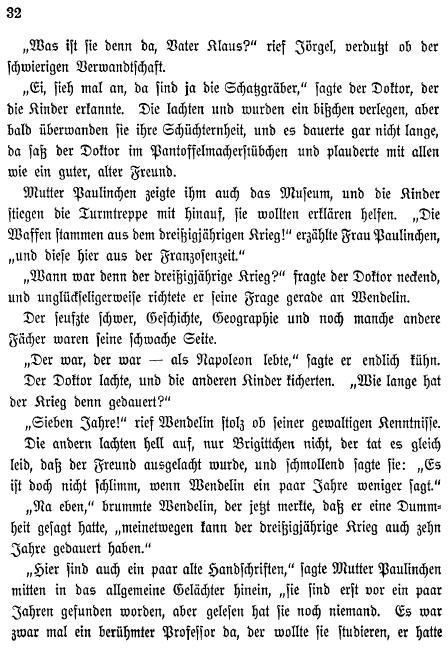 32
„Was ist sie denn da, Vater Klaus?“ rief Jörgel, verdutzt ob der
schwierigen Verwandtschaft.
„Ei, sieh mal an, da sind ja die Schatzgräber,“ sagte der Doktor, der
die Kinder erkannte. Die lachten und wurden ein bißchen verlegen, aber
bald überwanden sie ihre Schüchternheit, und es dauerte gar nicht lange,
da saß der Doktor im Pantoffelmacherstübchen und plauderte mit allen
wie ein guter, alter Freund.
Mutter Paulinchen zeigte ihm auch das Museum, und die Kinder
stiegen die Turmtreppe mit hinauf, sie wollten erklären helfen. „Die
Waffen stammen aus dem dreißigjährigen Krieg!“ erzählte Frau Paulinchen,
„und diese hier aus der Franzosenzeit.“
„Wann war denn der dreißigjährige Krieg?“ fragte der Doktor neckend,
und unglückseligerweise richtete er seine Frage gerade an Wendelin.
Der seufzte schwer, Geschichte, Geographie und noch manche andere
Fächer waren seine schwache Seite.
„Der war, der war — als Napoleon lebte,“ sagte er endlich kühn.
Der Doktor lachte, und die anderen Kinder kicherten. „Wie lange hat
der Krieg denn gedauert?“
„Sieben Jahre!“ rief Wendelin stolz ob seiner gewaltigen Kenntnisse.
Die andern lachten hell auf, nur Brigittchen nicht, der tat es gleich
leid, daß der Freund ausgelacht wurde, und schmollend sagte sie: „Es
ist doch nicht schlimm, wenn Wendelin ein paar Jahre weniger sagt.“
„Na eben,“ brummte Wendelin, der jetzt merkte, daß er eine Dumm=
heit gesagt hatte, „meinetwegen kann der dreißigjährige Krieg auch zehn
Jahre gedauert haben.“
„Hier sind auch ein paar alte Handschriften,“ sagte Mutter Paulinchen
mitten in das allgemeine Gelächter hinein, „sie sind erst vor ein paar
Jahren gefunden worden, aber gelesen hat sie noch niemand. Es war
zwar mal ein berühmter Professor da, der wollte sie studieren, er hatte